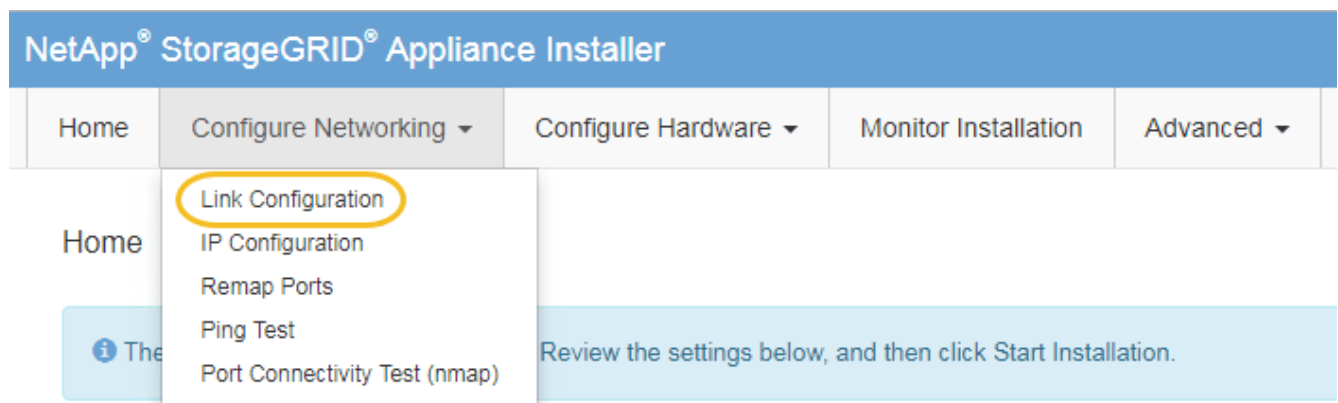 NetApp® StorageGRID® Appliance Installer
Home Configure Networking Configure Hardware Monitor Installation Advanced
Link Configuration
Home
IP Configuration
Remap Ports
Ping Test
The Review the settings below, and then click Start Installation.
Port Connectivity Test (nmap)